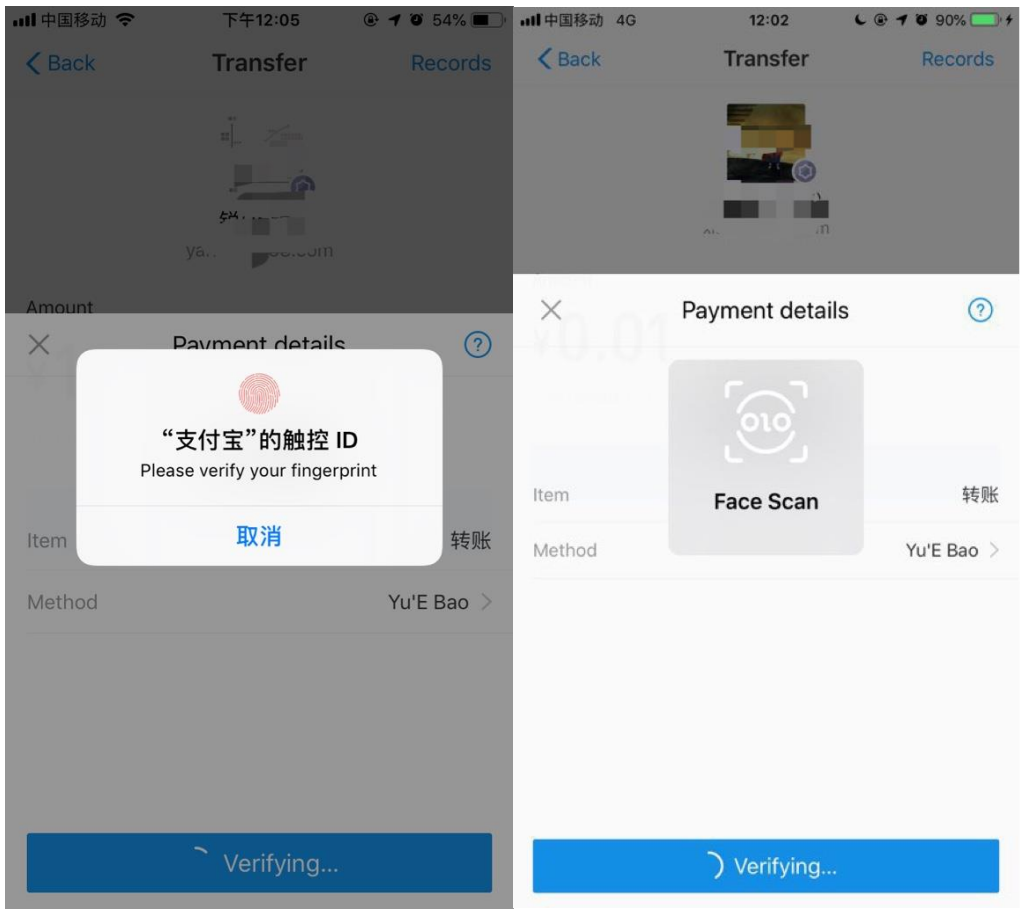 中国移动 下午12:05 54%
Back Transfer Records
Amount
Payment details ?
“支付宝”的触控 ID
Please verify your fingerprint
取消
Item 转账
Method Yu'E Bao
Verifying...
中国移动 4G 12:02 90%
Back Transfer Records
Payment details ?
¥0.01
Face Scan
Item 转账
Method Yu'E Bao
Verifying...